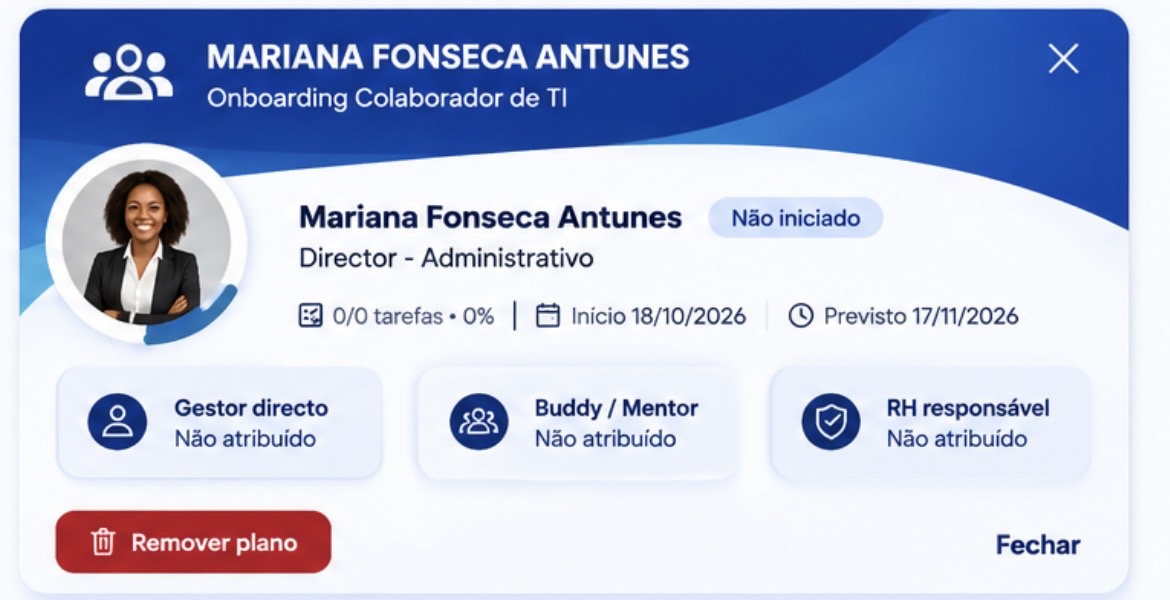 MARIANA FONSECA ANTUNES
Onboarding Colaborador de TI
Mariana Fonseca Antunes
Não iniciado
Director - Administrativo
0/0 tarefas • 0%
Início 18/10/2026
Previsto 17/11/2026
Gestor directo
Não atribuído
Buddy / Mentor
Não atribuído
RH responsável
Não atribuído
Remover plano
Fechar